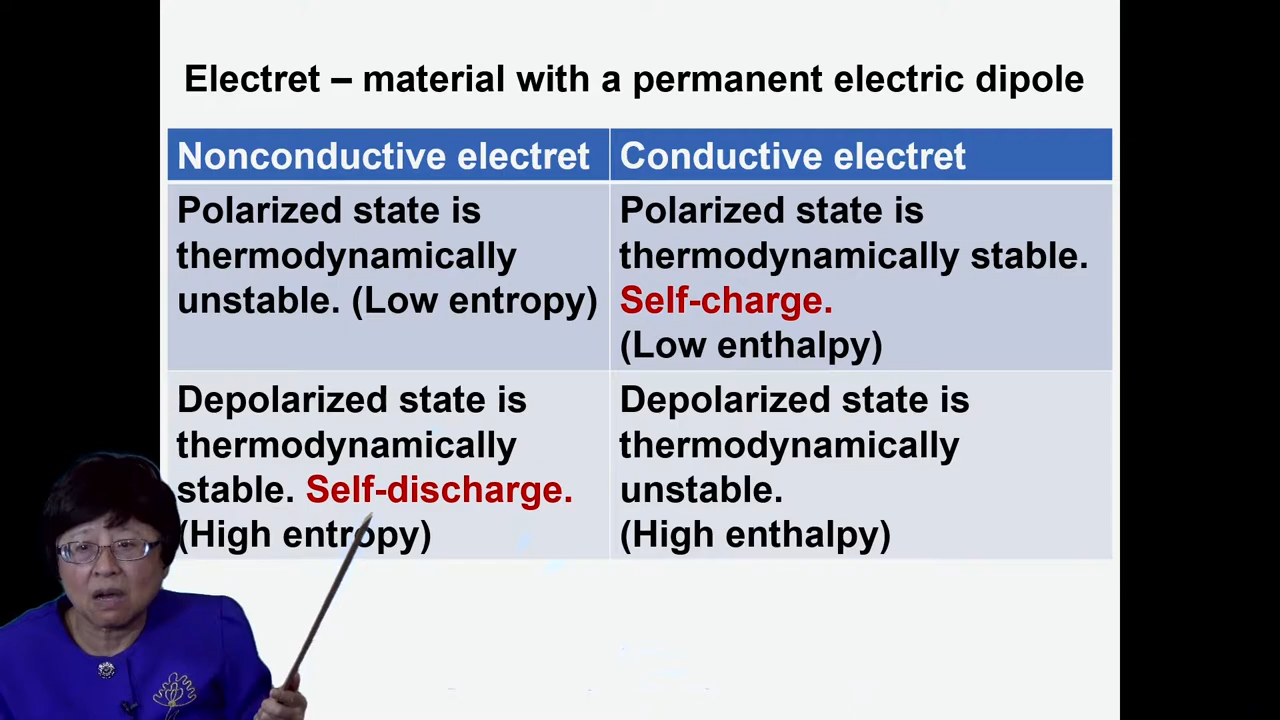 Electret – material with a permanent electric dipole
Nonconductive electret
Conductive electret
Polarized state is
thermodynamically
unstable. (Low entropy)
Polarized state is
thermodynamically stable.
Self-charge.
(Low enthalpy)
Depolarized state is
thermodynamically
stable. Self-discharge.
(High entropy)
Depolarized state is
thermodynamically
unstable.
(High enthalpy)